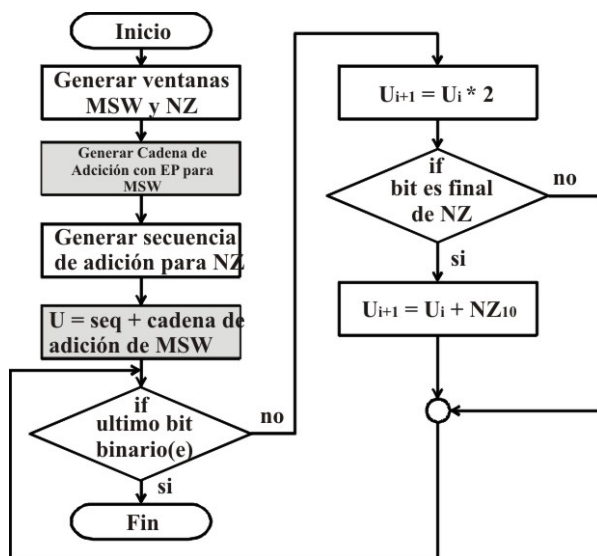 Inicio
Generar ventanas
MSW y NZ
Generar Cadena de
Adcición con EP para
MSW
Generar secuencia
de adición para NZ
U = seq + cadena de
adición de MSW
if
ultimo bit
binario(e)
no
si
Fin
Ui+1 = Ui * 2
if
bit es final
de NZ
no
si
Ui+1 = Ui + NZ10